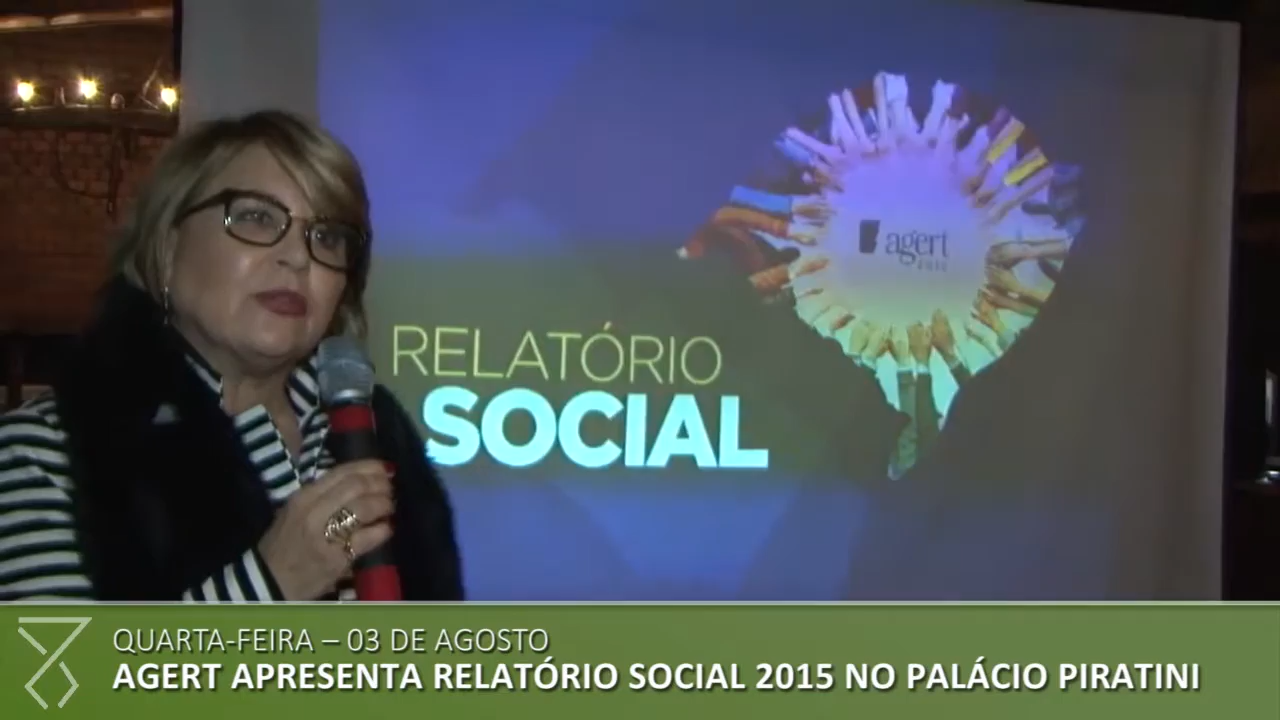 agert
RELATÓRIO
SOCIAL
QUARTA-FEIRA – 03 DE AGOSTO
AGERT APRESENTA RELATÓRIO SOCIAL 2015 NO PALÁCIO PIRATINI